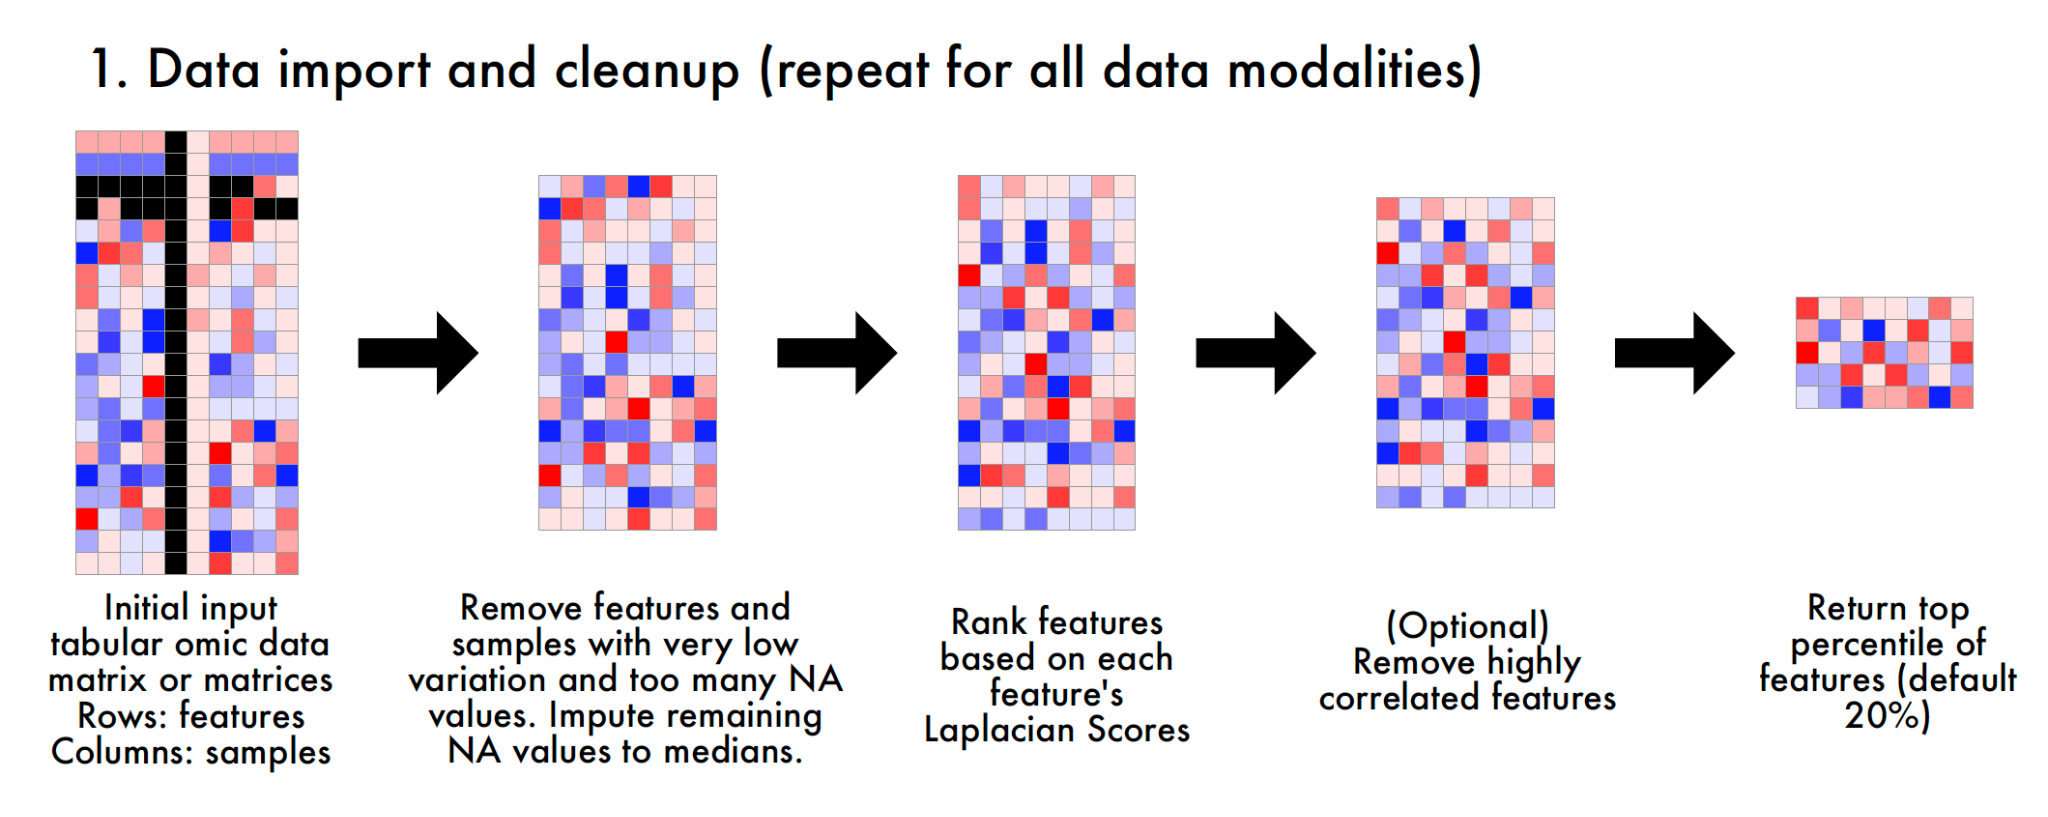 1. Data import and cleanup (repeat for all data modalities)
Initial input
tabular omic data
matrix or matrices
Rows: features
Columns: samples
Remove features and
samples with very low
variation and too many NA
values. Impute remaining
NA values to medians.
Rank features
based on each
feature's
Laplacian Scores
(Optional)
Remove highly
correlated features
Return top
percentile of
features (default
20%)